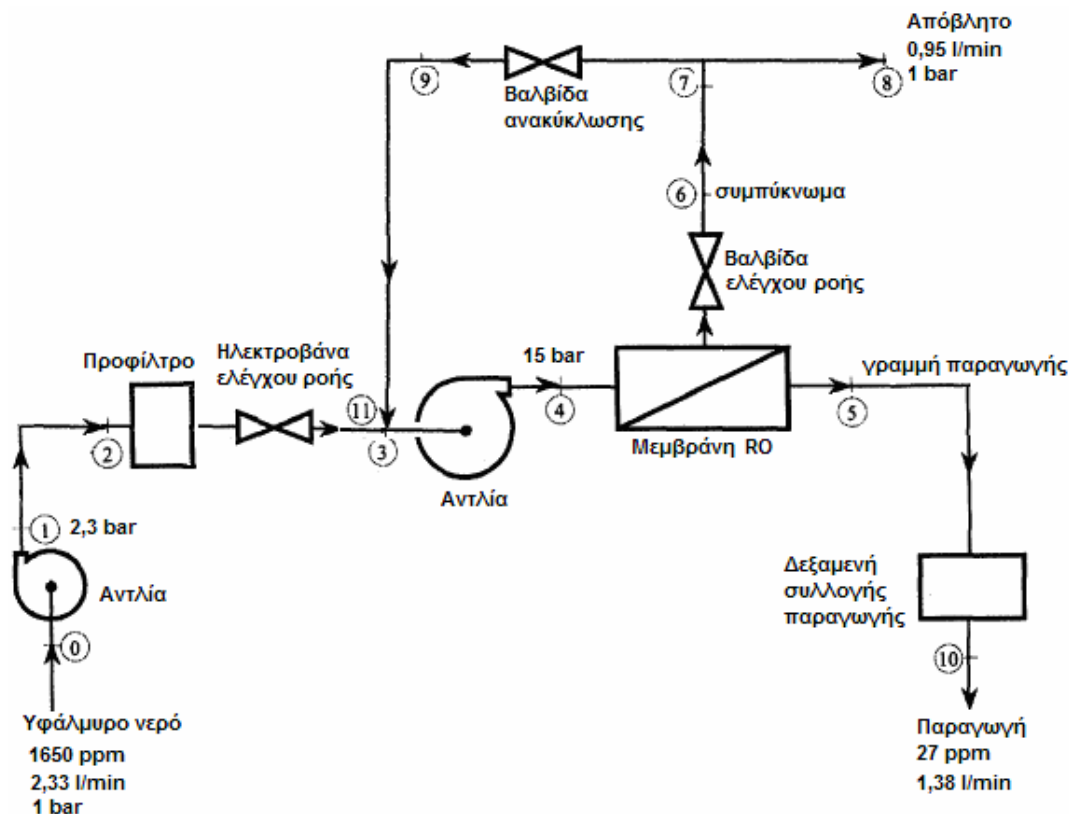 Απόβλητο
0,95 l/min
1 bar
9
7
8
Βαλβίδα
ανακύκλωσης
6
συμπύκνωμα
Βαλβίδα
ελέγχου ροής
Προφίλτρο
Ηλεκτροβάνα
ελέγχου ροής
15 bar
γραμμή παραγωγής
11
2
3
4
5
Μεμβράνη RO
Αντλία
1
2,3 bar
Αντλία
Δεξαμενή
συλλογής
παραγωγής
0
10
Υφάλμυρο νερό
1650 ppm
2,33 l/min
1 bar
Παραγωγή
27 ppm
1,38 l/min